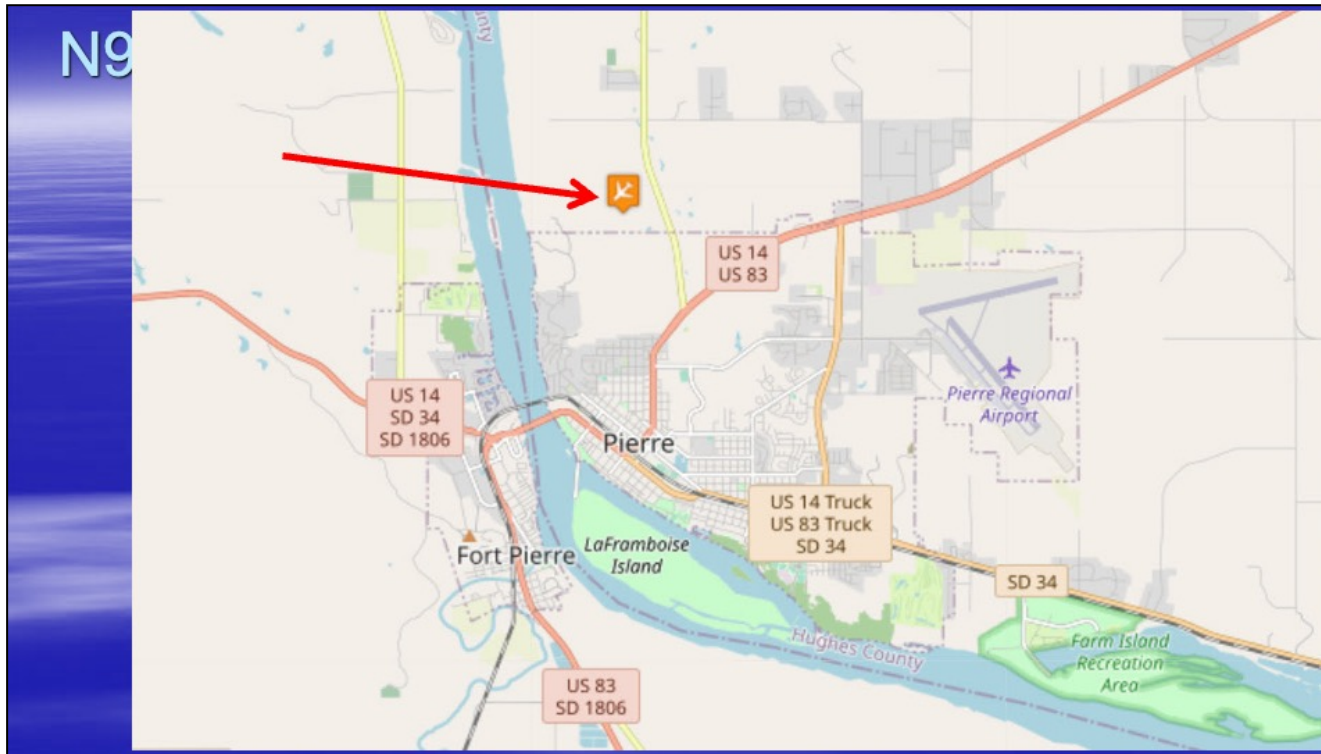 N9
County
US 14
US 83
US 14
SD 34
SD 1806
Pierre Regional
Airport
Pierre
US 14 Truck
US 83 Truck
SD 34
LaFramboise
Island
Fort Pierre
SD 34
Hughes County
Farm Island
Recreation
Area
US 83
SD 1806